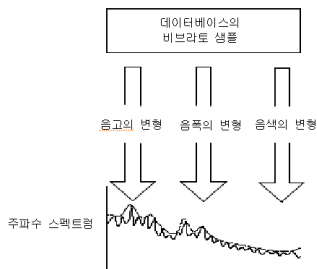 데이터베이스의
비브라토 샘플
음고의 변형 음폭의 변형 음색의 변형
주파수 스펙트렁